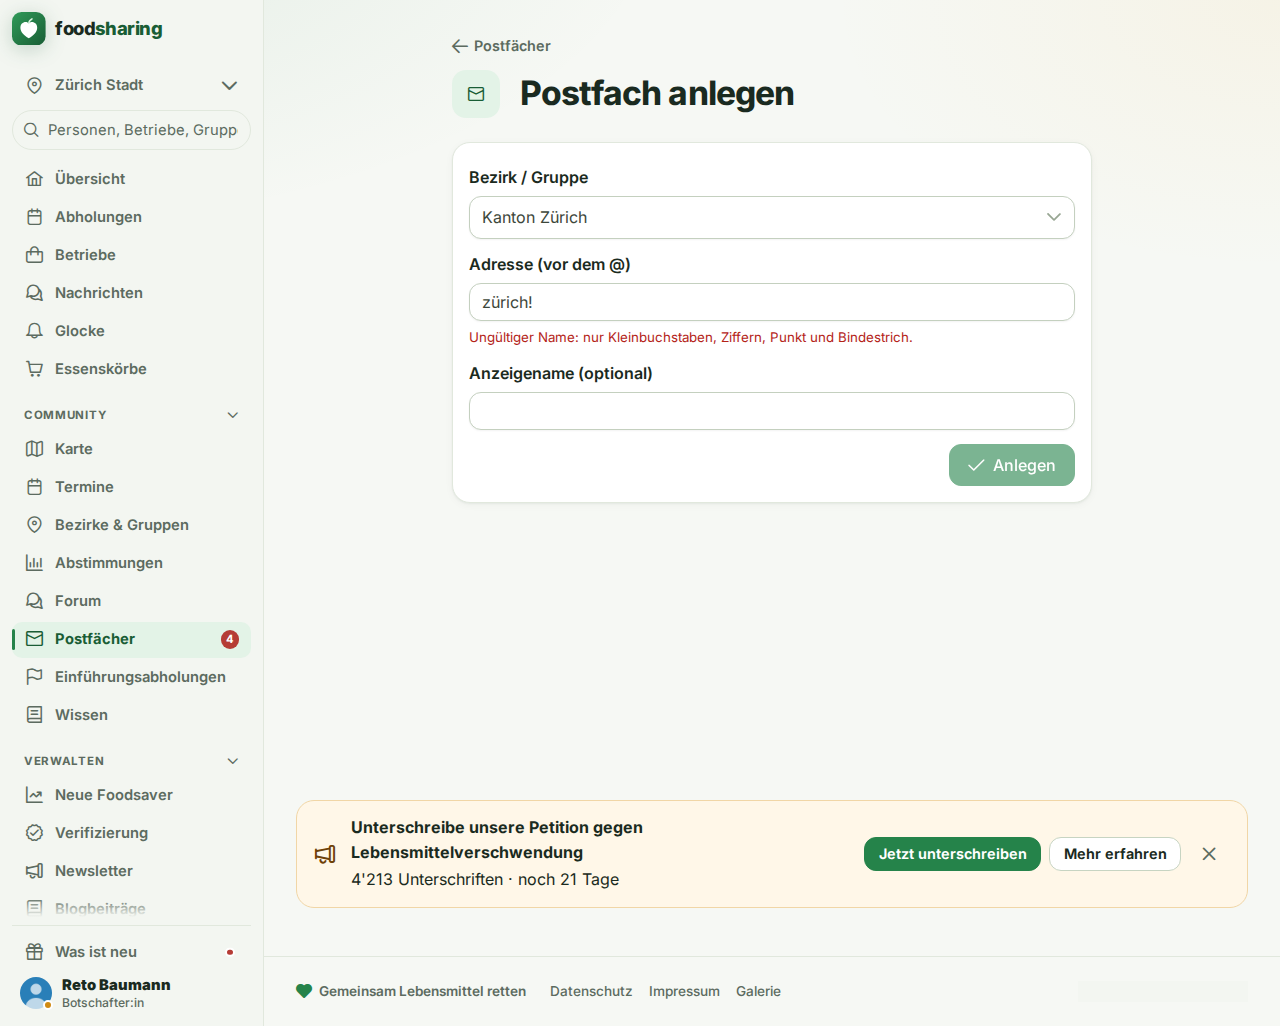 foodsharing
Zürich Stadt
Personen, Betriebe, Grupp
Übersicht
Abholungen
Betriebe
Nachrichten
Glocke
Essenskörbe
COMMUNITY
Karte
Termine
Bezirke & Gruppen
Abstimmungen
Forum
Postfächer 4
Einführungsabholungen
Wissen
VERWALTEN
Neue Foodsaver
Verifizierung
Newsletter
Blogbeiträge
Was ist neu
Reto Baumann
Botschafter:in
Postfächer
Postfach anlegen
Bezirk / Gruppe
Kanton Zürich
Adresse (vor dem @)
zürich!
Ungültiger Name: nur Kleinbuchstaben, Ziffern, Punkt und Bindestrich.
Anzeigename (optional)
Anlegen
Unterschreibe unsere Petition gegen
Lebensmittelverschwendung
4'213 Unterschriften · noch 21 Tage
Jetzt unterschreiben
Mehr erfahren
Gemeinsam Lebensmittel retten
Datenschutz
Impressum
Galerie